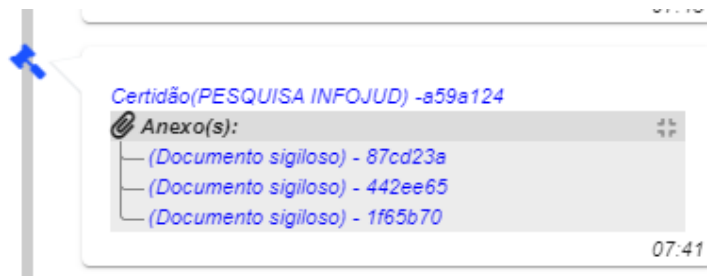 Certidão(PESQUISA INFOJUD) -a59a124
Anexo(s):
(Documento sigiloso) - 87cd23a
(Documento sigiloso) - 442ee65
(Documento sigiloso) - 1f65b70
07:41